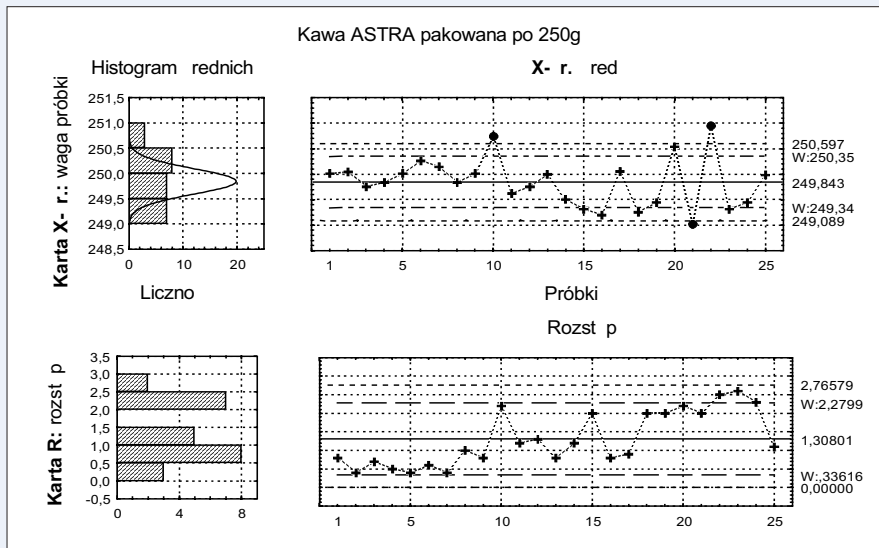 Kawa ASTRA pakowana po 250g
Histogram rednich
X- r. red
Karta X- r.: waga próbki
251,5
251,0
250,5
250,0
249,5
249,0
248,5
0 10 20
Liczno
250,597
W:250,35
249,843
W:249,34
249,089
1 5 10 15 20 25
Próbki
Rozst p
Karta R: rozst p
3,5
3,0
2,5
2,0
1,5
1,0
0,5
0,0
-0,5
0 4 8
2,76579
W:2,2799
1,30801
W:,33616
0,00000
1 5 10 15 20 25